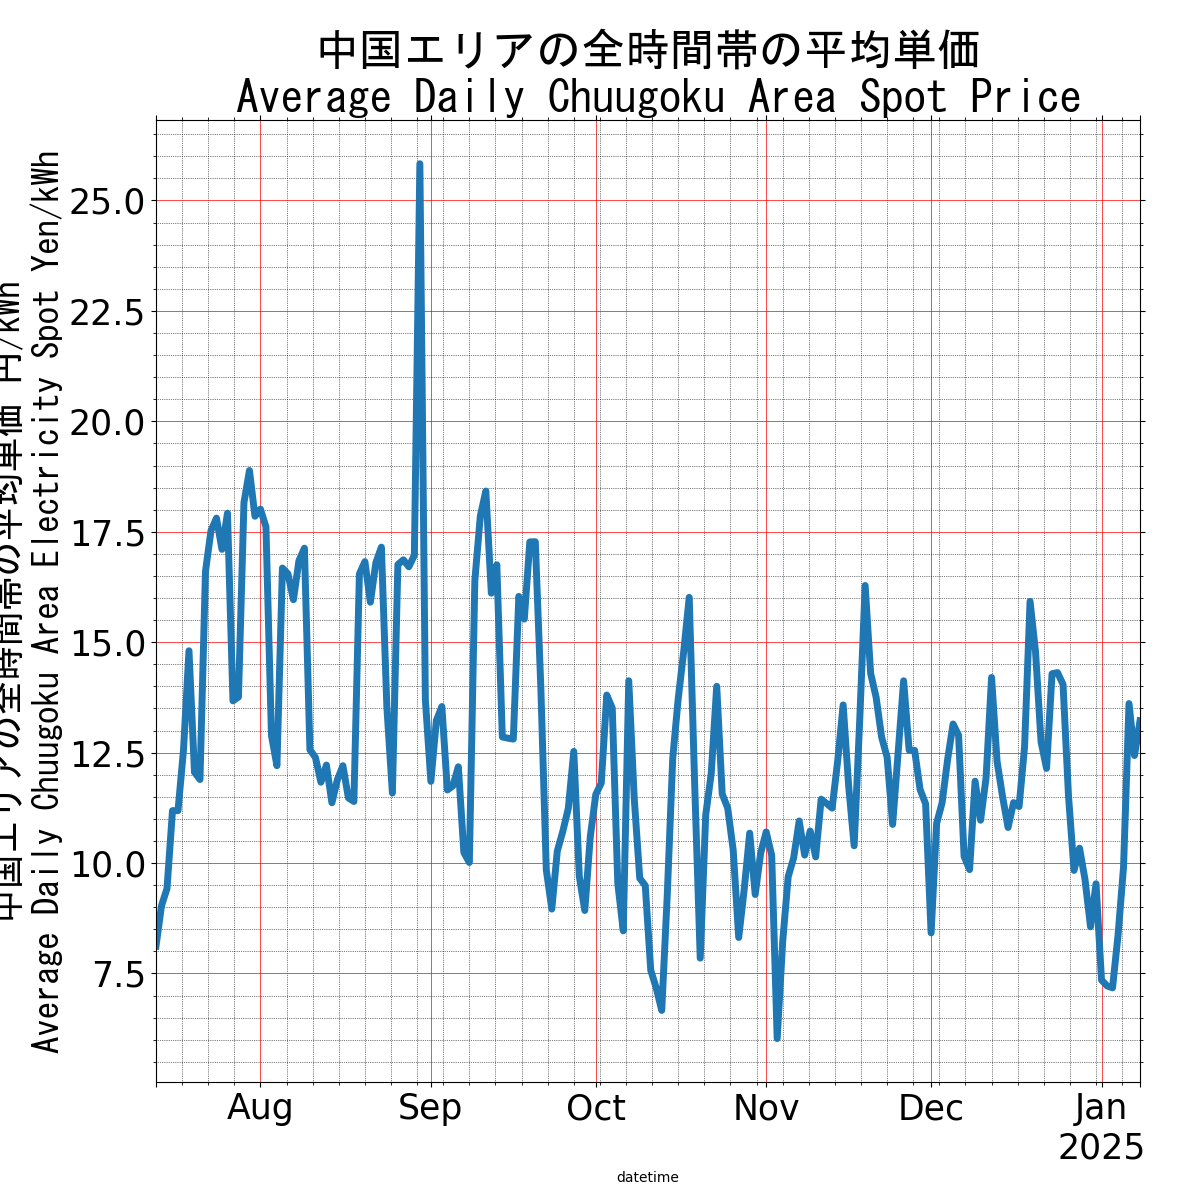 中国エリアの全時間帯の平均単価
Average Daily Chuugoku Area Spot Price
中国エリアの全時間帯の平均単価 円/kWh
Average Daily Chuugoku Area Electricity Spot Yen/kWh
25.0
22.5
20.0
17.5
15.0
12.5
10.0
7.5
Aug Sep Oct Nov Dec Jan
2025
datetime